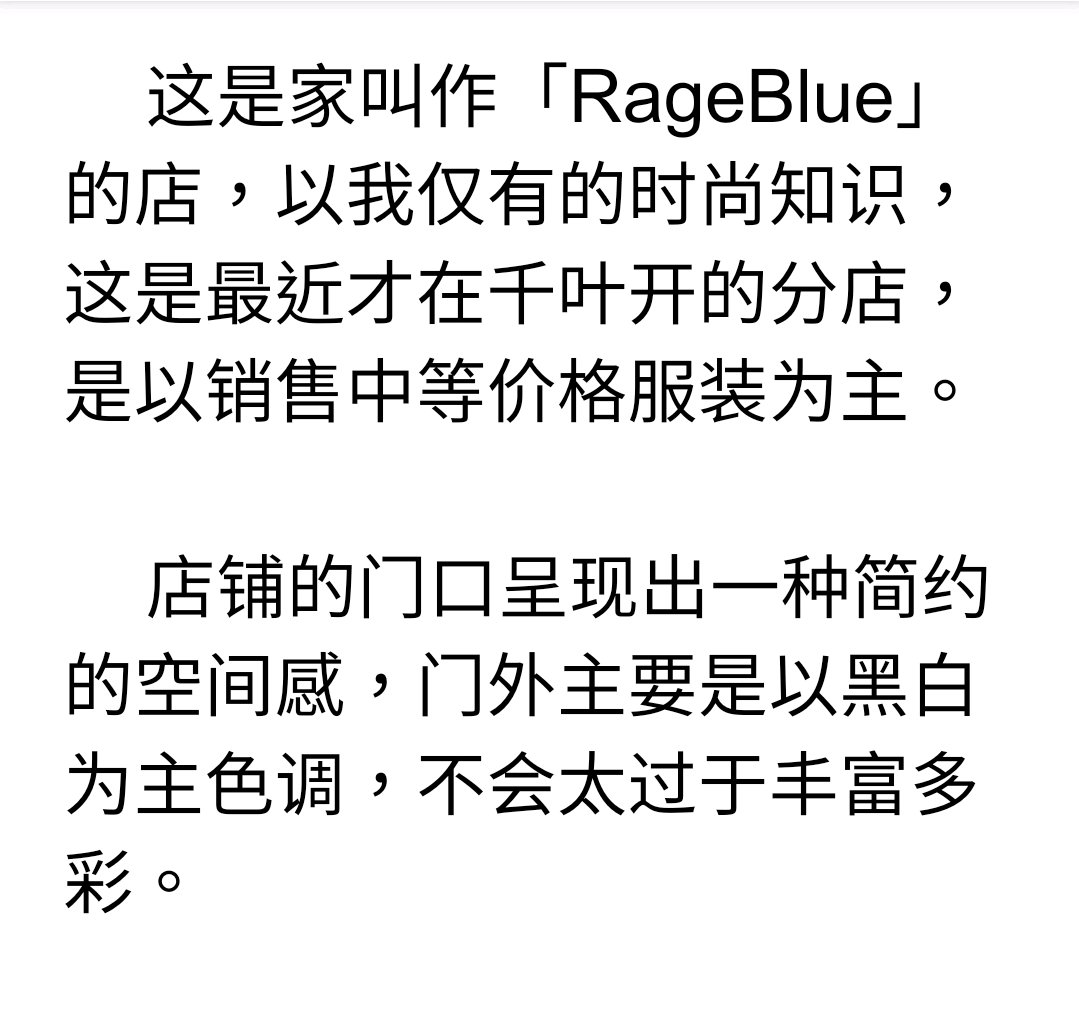 这是家叫作「RageBlue」
的店，以我仅有的时尚知识，
这是最近才在千叶开的分店，
是以销售中等价格服装为主。
店铺的门口呈现出一种简约
的空间感，门外主要是以黑白
为主色调，不会太过于丰富多
彩。